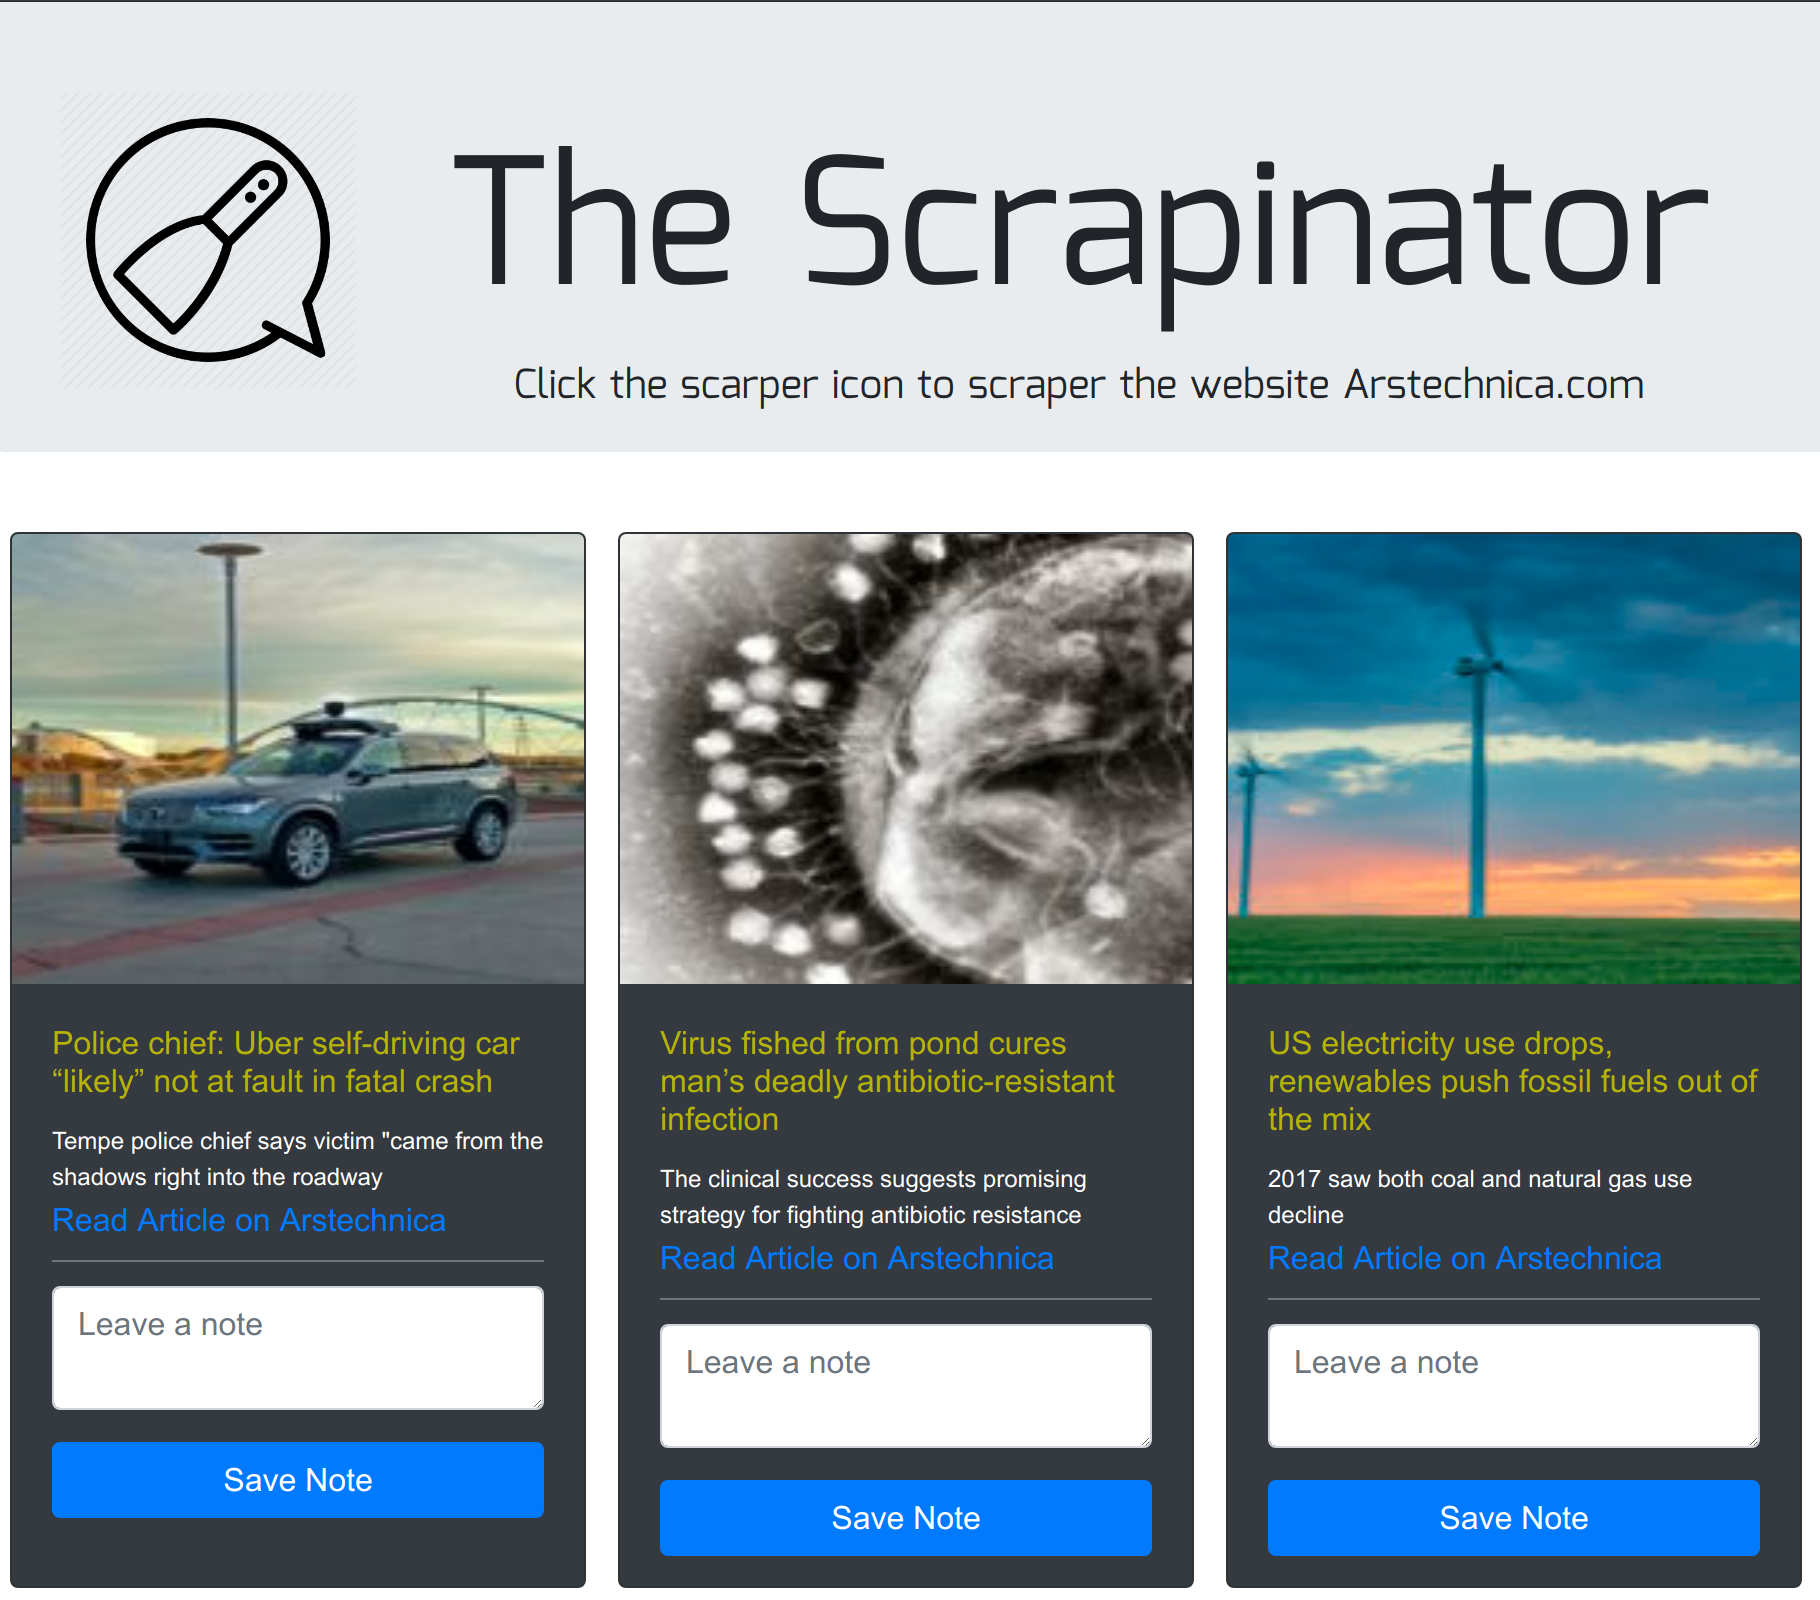 The Scrapinator
Click the scarper icon to scraper the website Arstechnica.com
Police chief: Uber self-driving car
“likely” not at fault in fatal crash
Tempe police chief says victim "came from the
shadows right into the roadway
Read Article on Arstechnica
Leave a note
Save Note
Virus fished from pond cures
man’s deadly antibiotic-resistant
infection
The clinical success suggests promising
strategy for fighting antibiotic resistance
Read Article on Arstechnica
Leave a note
Save Note
US electricity use drops,
renewables push fossil fuels out of
the mix
2017 saw both coal and natural gas use
decline
Read Article on Arstechnica
Leave a note
Save Note